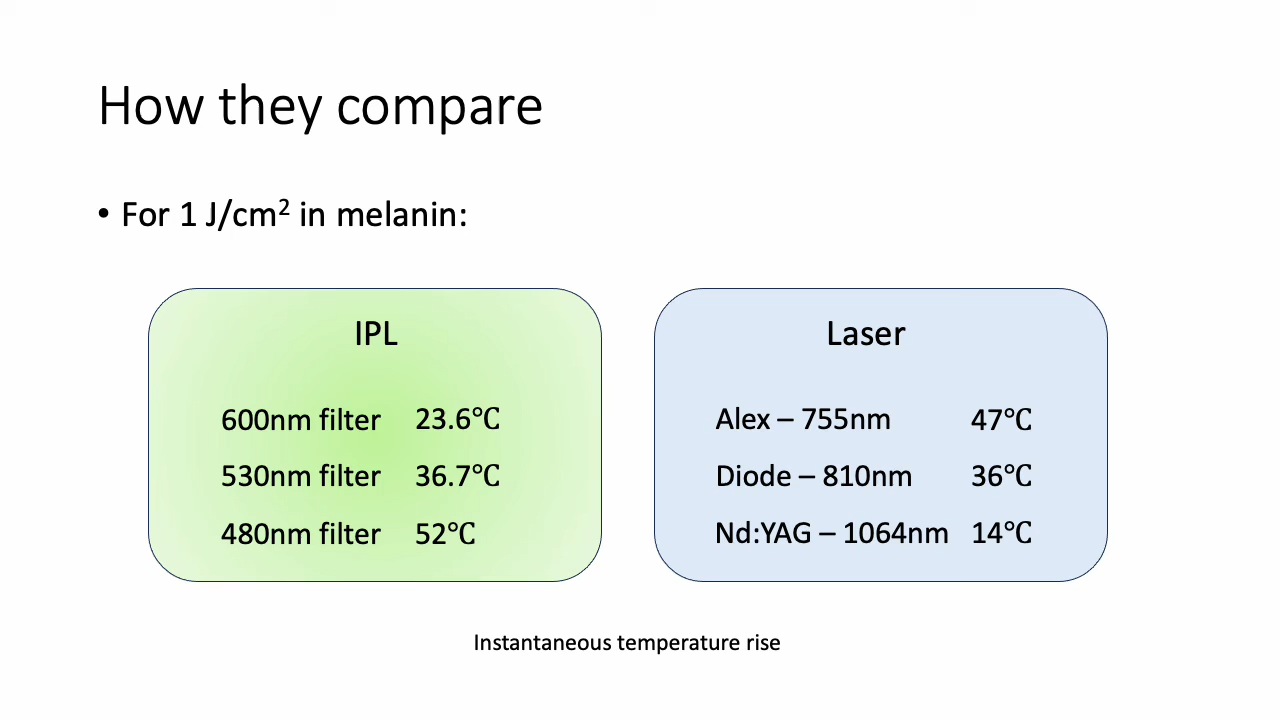 How they compare
• For 1 J/cm² in melanin:
IPL
600nm filter 23.6℃
530nm filter 36.7℃
480nm filter 52℃
Laser
Alex – 755nm 47℃
Diode – 810nm 36℃
Nd:YAG – 1064nm 14℃
Instantaneous temperature rise